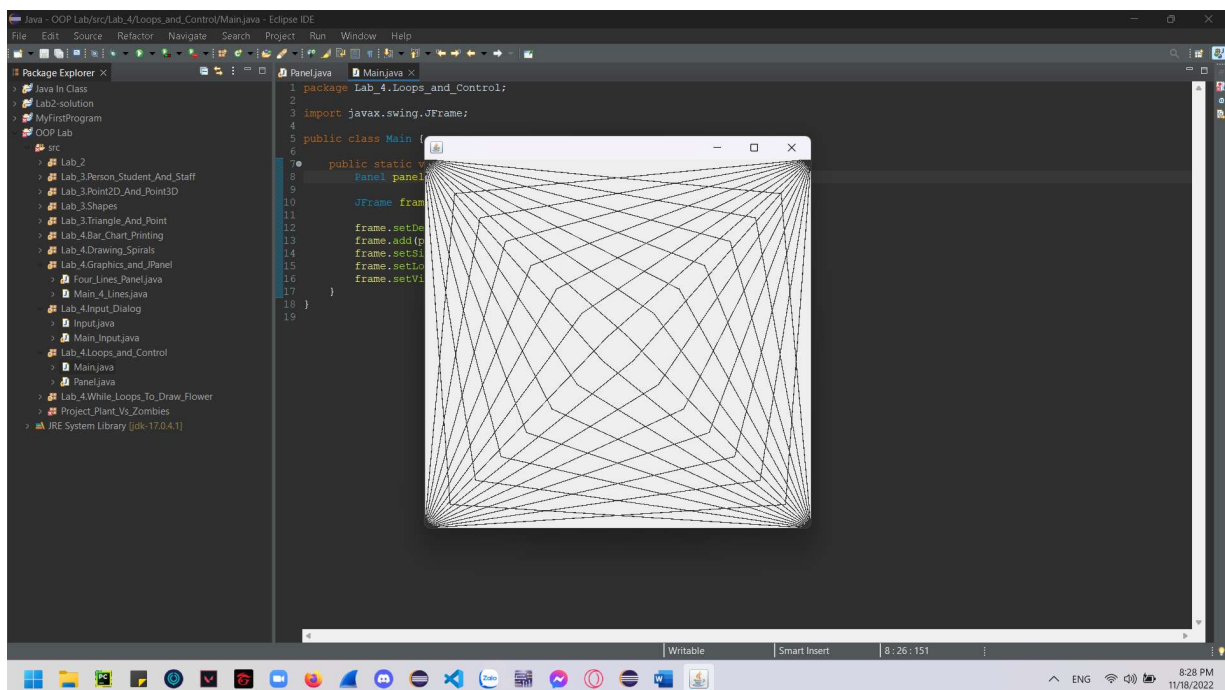 Java - OOP Lab/src/Lab_4/Loops_and_Control/Main.java - Eclipse IDE
File Edit Source Refactor Navigate Search Project Run Window Help
Package Explorer
Panel.java
Main.java
Java In Class
Lab2-solution
MyFirstProgram
OOP Lab
src
Lab_2
Lab_3.Person_Student_And_Staff
Lab_3.Point2D_And_Point3D
Lab_3.Shapes
Lab_3.Triangle_And_Point
Lab_4.Bar_Chart_Printing
Lab_4.Drawing_Spirals
Lab_4.Graphics_and_JPanel
Four_Lines_Panel.java
Main_4_Lines.java
Lab_4.Input_Dialog
Input.java
Main_Input.java
Lab_4.Loops_and_Control
Main.java
Panel.java
Lab_4.While_Loops_To_Draw_Flower
Project_Plant_Vs_Zombies
JRE System Library [jdk-17.0.4.1]
1 package Lab_4.Loops_and_Control;
2
3 import javax.swing.JFrame;
4
5 public class Main {
6
7 public static v
8 Panel panel
9
10 JFrame fram
11
12 frame.setDe
13 frame.add(p
14 frame.setSi
15 frame.setLo
16 frame.setVi
17 }
18 }
19
Writable Smart Insert 8 : 26 : 151
PC
Zalo
ENG
8:28 PM
11/18/2022